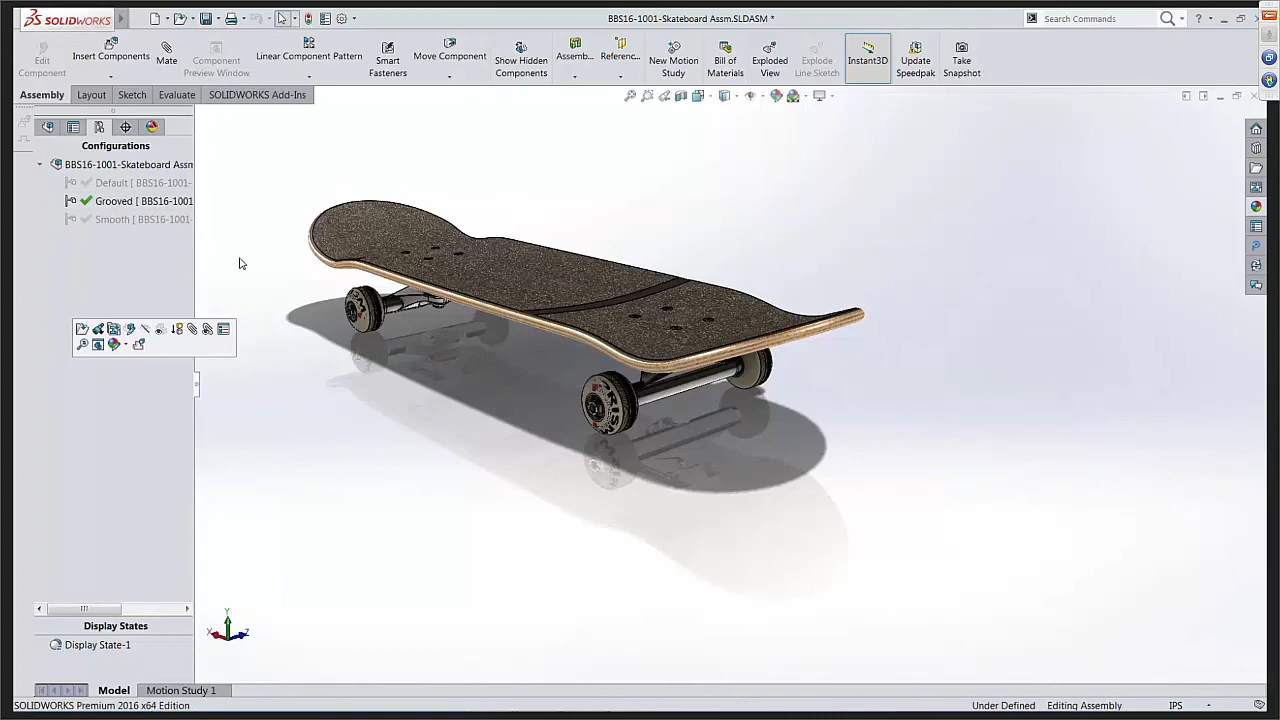 SOLIDWORKS
BBS16-1001-Skateboard Assm.SLDASM *
Search Commands
?
Edit Component
Insert Components
Mate
Component Preview Window
Linear Component Pattern
Smart Fasteners
Move Component
Show Hidden Components
Assemb...
Referenc...
New Motion Study
Bill of Materials
Exploded View
Explode Line Sketch
Instant3D
Update Speedpak
Take Snapshot
Assembly
Layout
Sketch
Evaluate
SOLIDWORKS Add-Ins
Configurations
BBS16-1001-Skateboard Assm
Default [ BBS16-1001-
Grooved [ BBS16-1001
Smooth [ BBS16-1001-
Y
X
Z
Display States
Display State-1
Model
Motion Study 1
SOLIDWORKS Premium 2016 x64 Edition
Under Defined
Editing Assembly
IPS